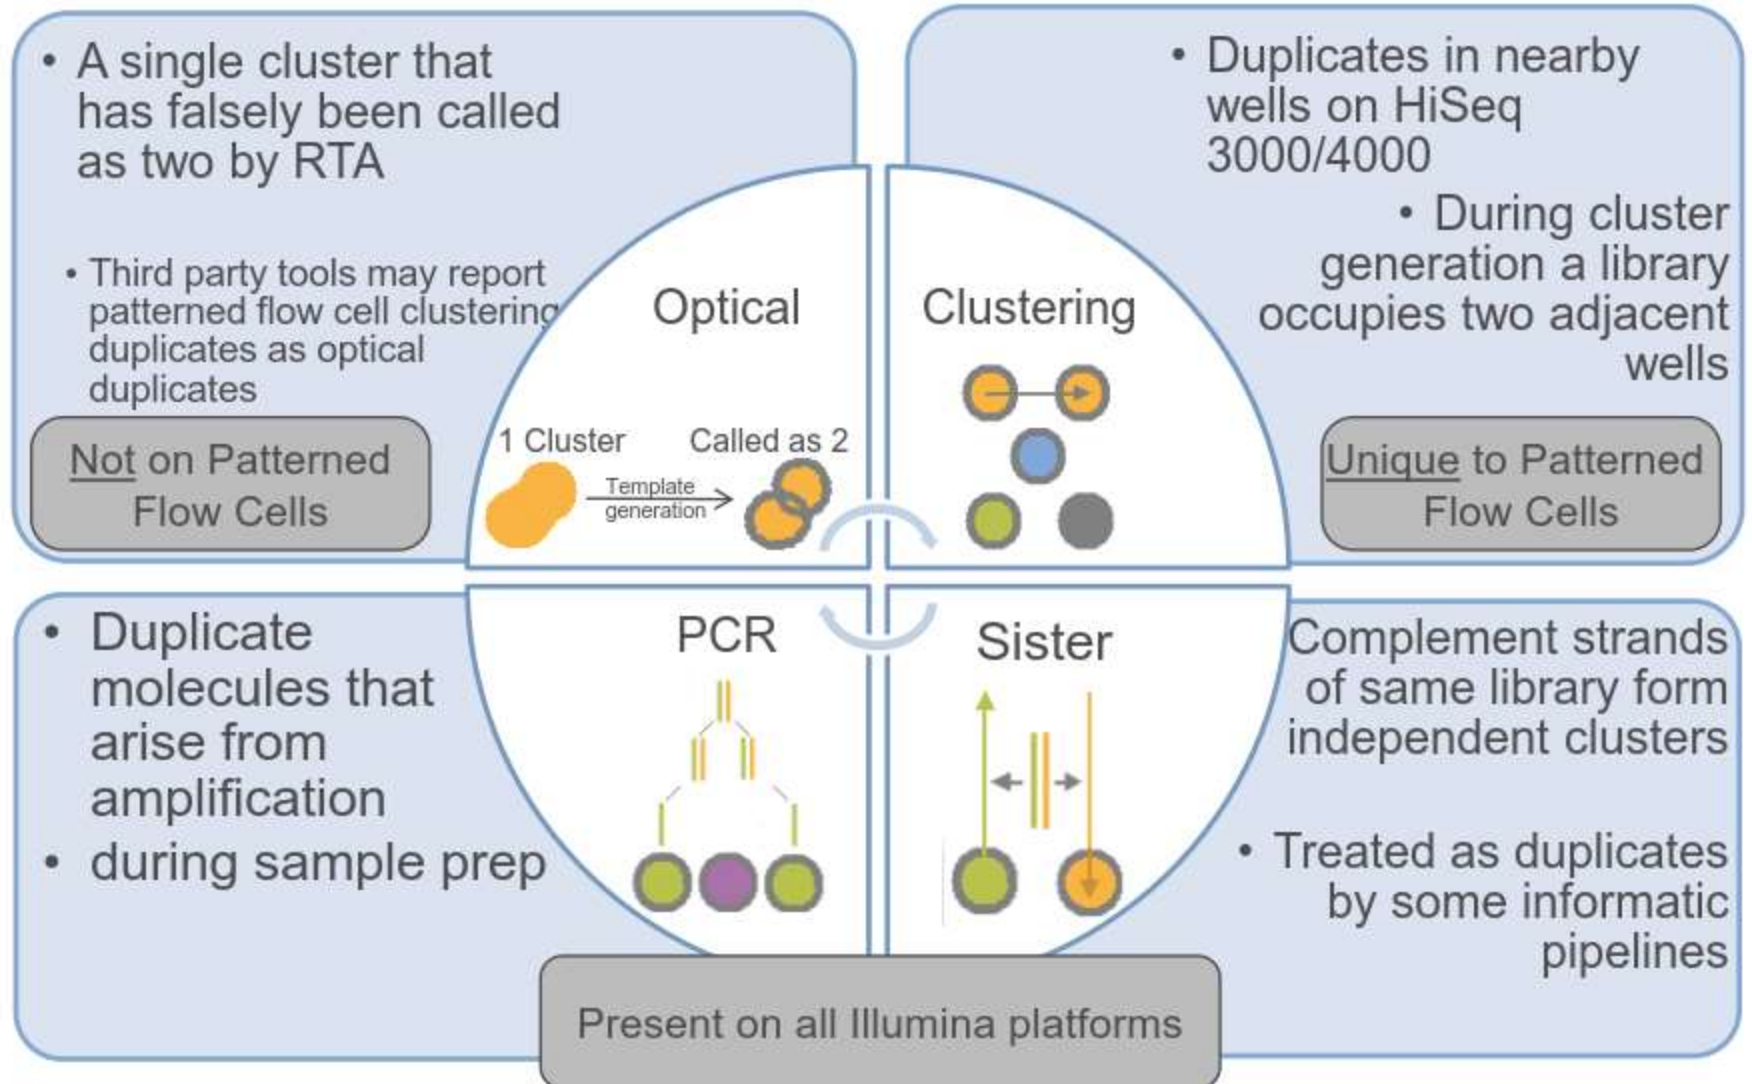 • A single cluster that
has falsely been called
as two by RTA
• Third party tools may report
patterned flow cell clustering
duplicates as optical
duplicates
Not on Patterned
Flow Cells
Optical
1 Cluster
Called as 2
Template
generation
• Duplicates in nearby
wells on HiSeq
3000/4000
• During cluster
generation a library
occupies two adjacent
wells
Clustering
Unique to Patterned
Flow Cells
• Duplicate
molecules that
arise from
amplification
• during sample prep
PCR
Sister
Complement strands
of same library form
independent clusters
• Treated as duplicates
by some informatic
pipelines
Present on all Illumina platforms